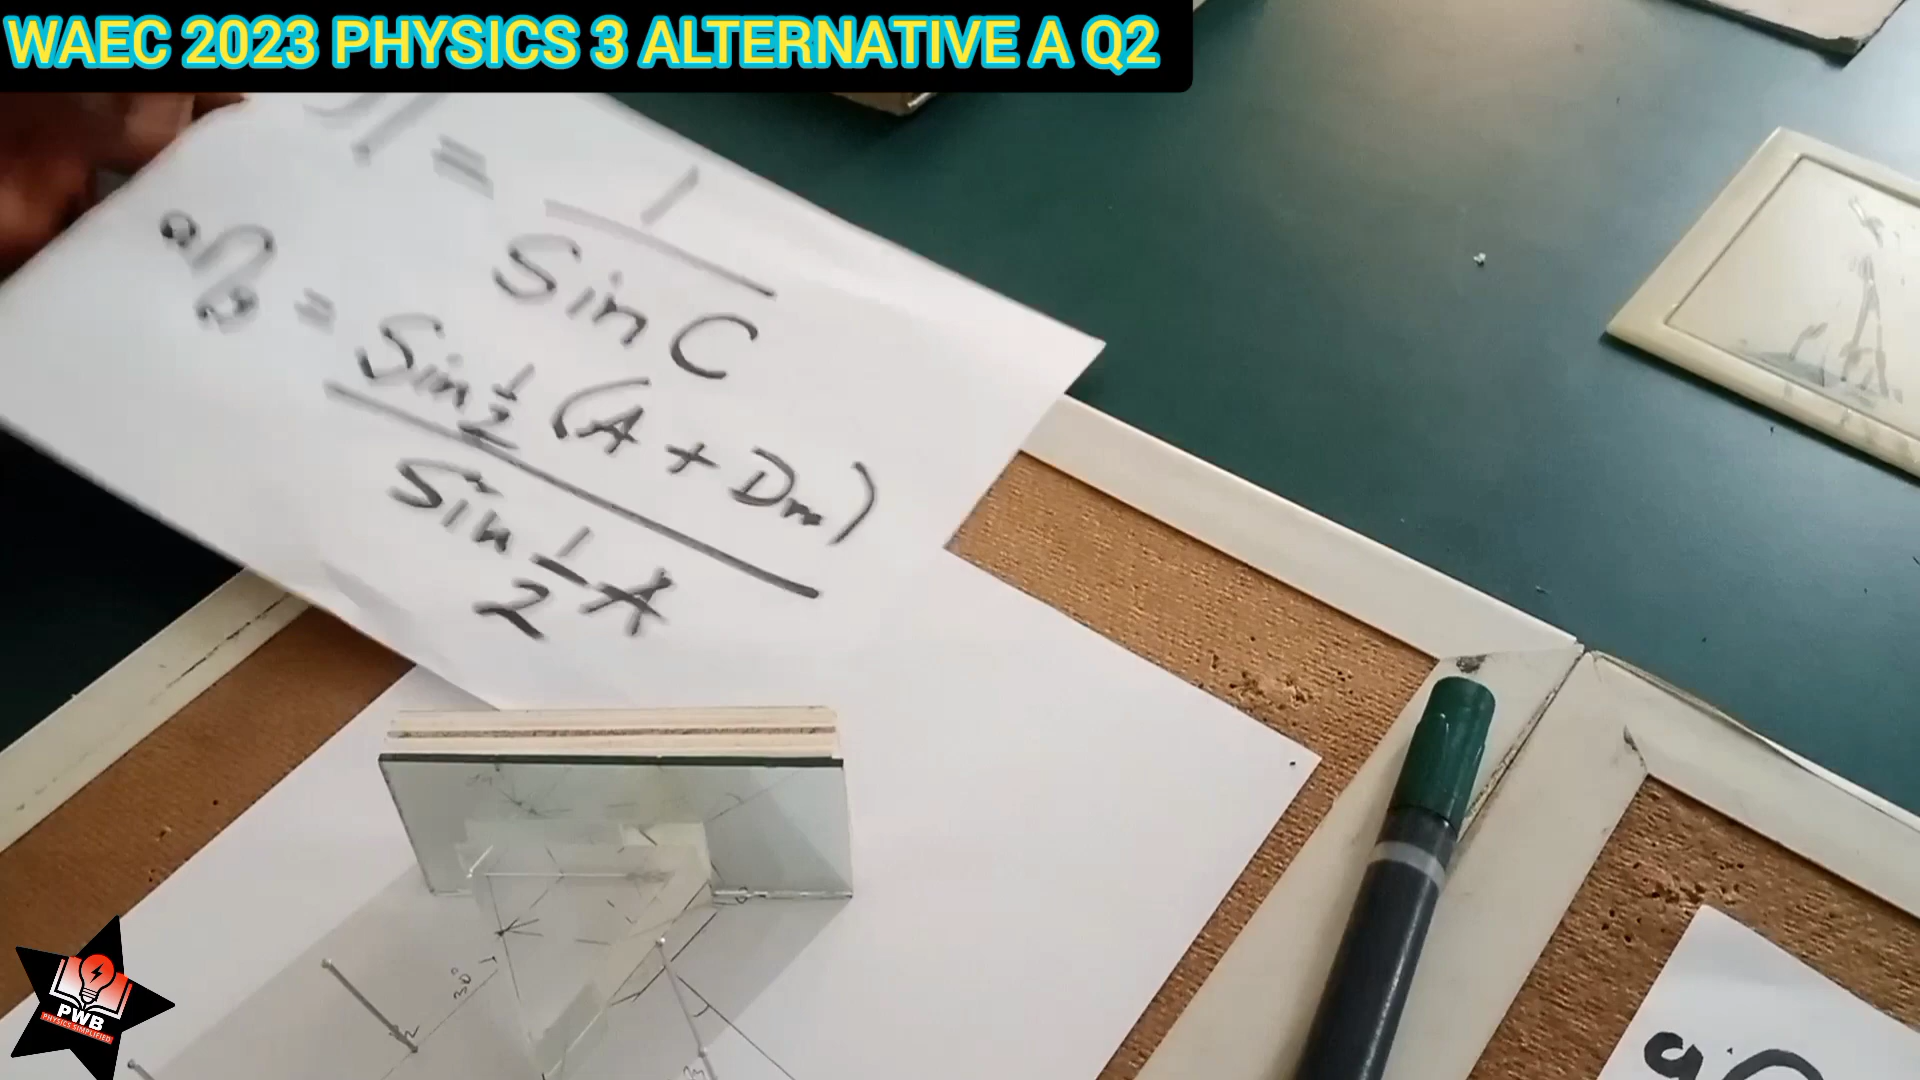 WAEC 2023 PHYSICS 3 ALTERNATIVE A Q2
= 1
Sin C
aηg = Sin ½ (A + Dm)
Sin ½ A
30°
PWB
PHYSICS SIMPLIFIED